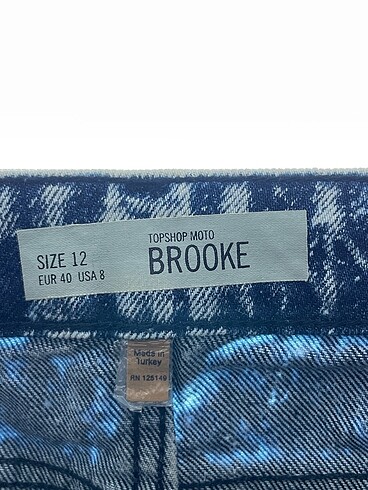 TOPSHOP MOTO
SIZE 12
BROOKE
EUR 40 USA 8
Made in
Turkey
RN 125149